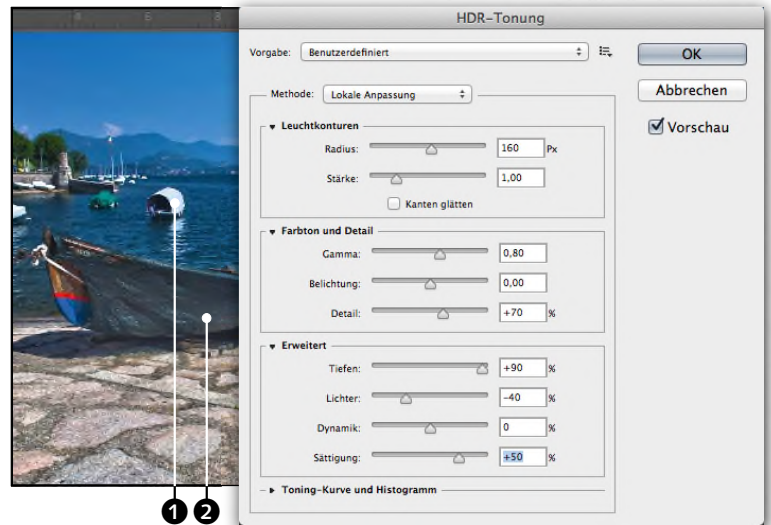 HDR-Tonung
Vorgabe: Benutzerdefiniert
OK
Abbrechen
Vorschau
Methode: Lokale Anpassung
Leuchtkonturen
Radius: 160 Px
Stärke: 1,00
Kanten glätten
Farbton und Detail
Gamma: 0,80
Belichtung: 0,00
Detail: +70 %
Erweitert
Tiefen: +90 %
Lichter: -40 %
Dynamik: 0 %
Sättigung: +50 %
Toning-Kurve und Histogramm
6 8
1 2